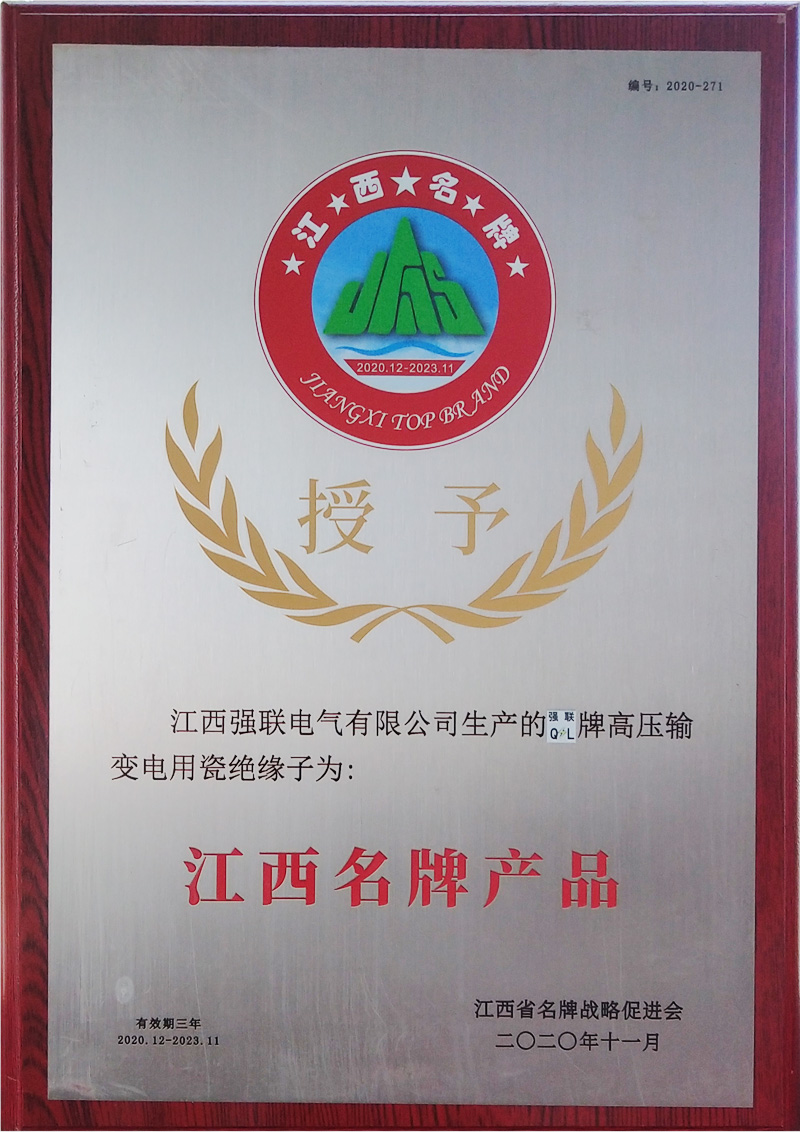 编号：2020-271
江西名牌
JMS
2020.12-2023.11
JIANGXI TOP BRAND
授 予
江西强联电气有限公司生产的强联QL牌高压输
变电用瓷绝缘子为：
江西名牌产品
有效期三年
2020.12-2023.11
江西省名牌战略促进会
二〇二〇年十一月